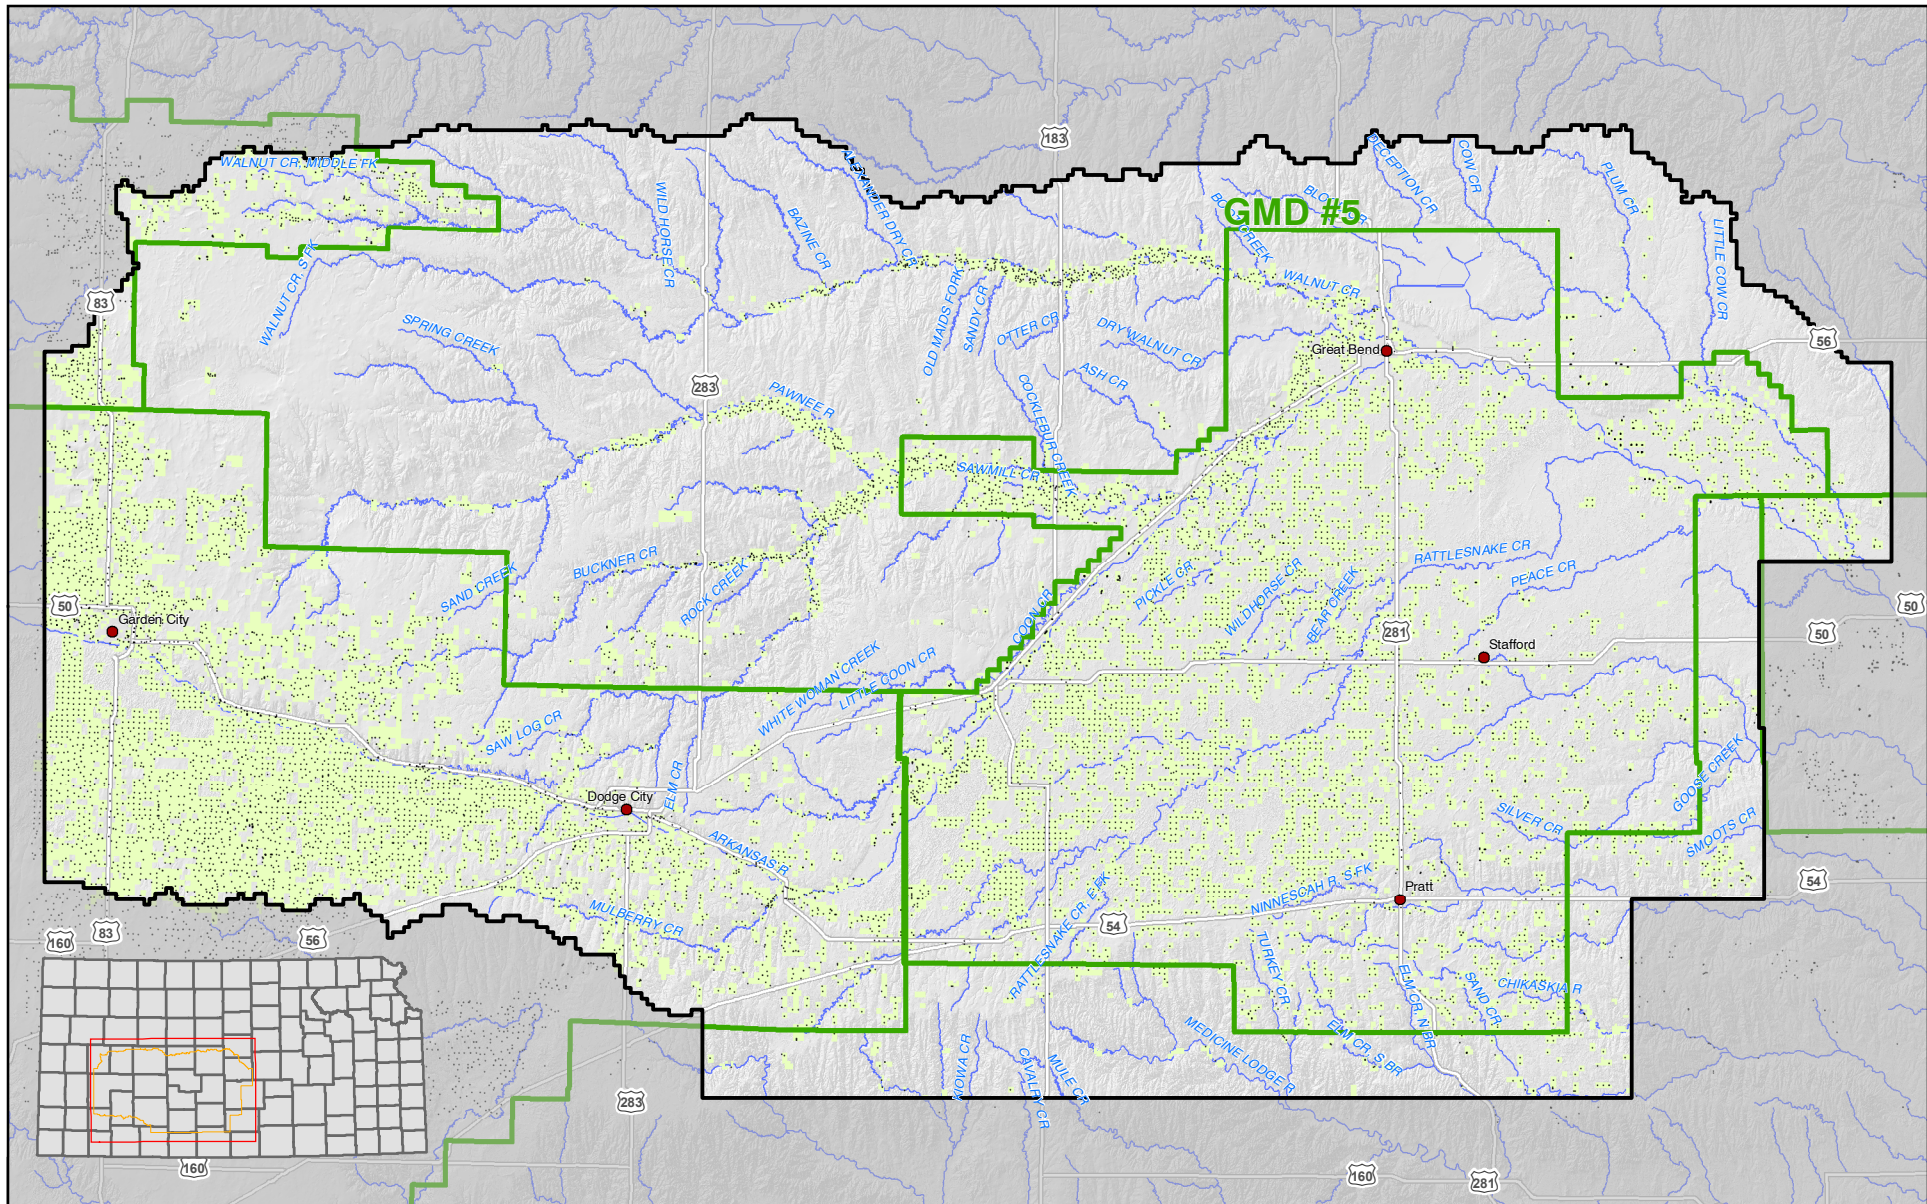 183
WALNUT CR, MIDDLE FK
ALEXANDER DRY CR
DECEPTION CR
COW CR
PLUM CR
WILD HORSE CR
BAZINE CR
BLOOD CR
BOOT CREEK
GMD #5
LITTLE COW CR
WALNUT CR, S FK
83
WALNUT CR
OLD MAIDS FORK
SANDY CR
SPRING CREEK
OTTER CR
DRY WALNUT CR
Great Bend
56
ASH CR
283
PAWNEE R
COCKLEBUR CREEK
SAWMILL CR
BUCKNER CR
SAND CREEK
ROCK CREEK
RATTLESNAKE CR
PEACE CR
PICKLE CR
WILDHORSE CR
BEAR CREEK
COON CR
50
Garden City
50
50
281
Stafford
WHITE WOMAN CREEK
LITTLE COON CR
SAW LOG CR
ELM CR
Dodge City
GOOSE CREEK
SILVER CR
SMOOTS CR
ARKANSAS R
NINNESCAH R, S FK
Pratt
54
RATTLESNAKE CR, E FK
54
MULBERRY CR
160
83
56
TURKEY CR
ELM CR, N BR
SAND CR
CHIKASKIA R
MEDICINE LODGE R
ELM CR, S BR
KIOWA CR
CAVALRY CR
MULE CR
283
160
160
281